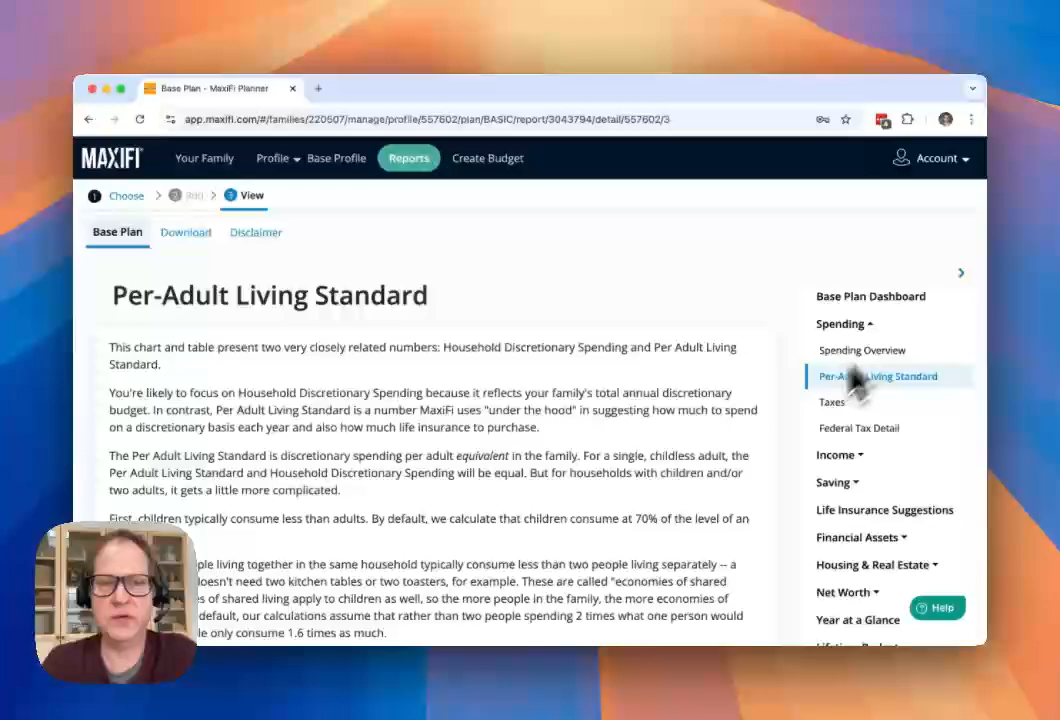 Base Plan - MaxiFi Planner
app.maxifi.com/#/families/220507/manage/profile/557602/plan/BASIC/report/3043794/detail/557602/3
MAXIFI
Your Family
Profile
Base Profile
Reports
Create Budget
Account
1 Choose
2 Run
3 View
Base Plan
Download
Disclaimer
Per-Adult Living Standard
This chart and table present two very closely related numbers: Household Discretionary Spending and Per Adult Living
Standard.
You're likely to focus on Household Discretionary Spending because it reflects your family's total annual discretionary
budget. In contrast, Per Adult Living Standard is a number MaxiFi uses "under the hood" in suggesting how much to spend
on a discretionary basis each year and also how much life insurance to purchase.
The Per Adult Living Standard is discretionary spending per adult equivalent in the family. For a single, childless adult, the
Per Adult Living Standard and Household Discretionary Spending will be equal. But for households with children and/or
two adults, it gets a little more complicated.
First, children typically consume less than adults. By default, we calculate that children consume at 70% of the level of an
ple living together in the same household typically consume less than two people living separately -- a
doesn't need two kitchen tables or two toasters, for example. These are called "economies of shared
es of shared living apply to children as well, so the more people in the family, the more economies of
default, our calculations assume that rather than two people spending 2 times what one person would
le only consume 1.6 times as much.
Base Plan Dashboard
Spending
Spending Overview
Per-Ad Living Standard
Taxes
Federal Tax Detail
Income
Saving
Life Insurance Suggestions
Financial Assets
Housing & Real Estate
Net Worth
Help
Year at a Glance